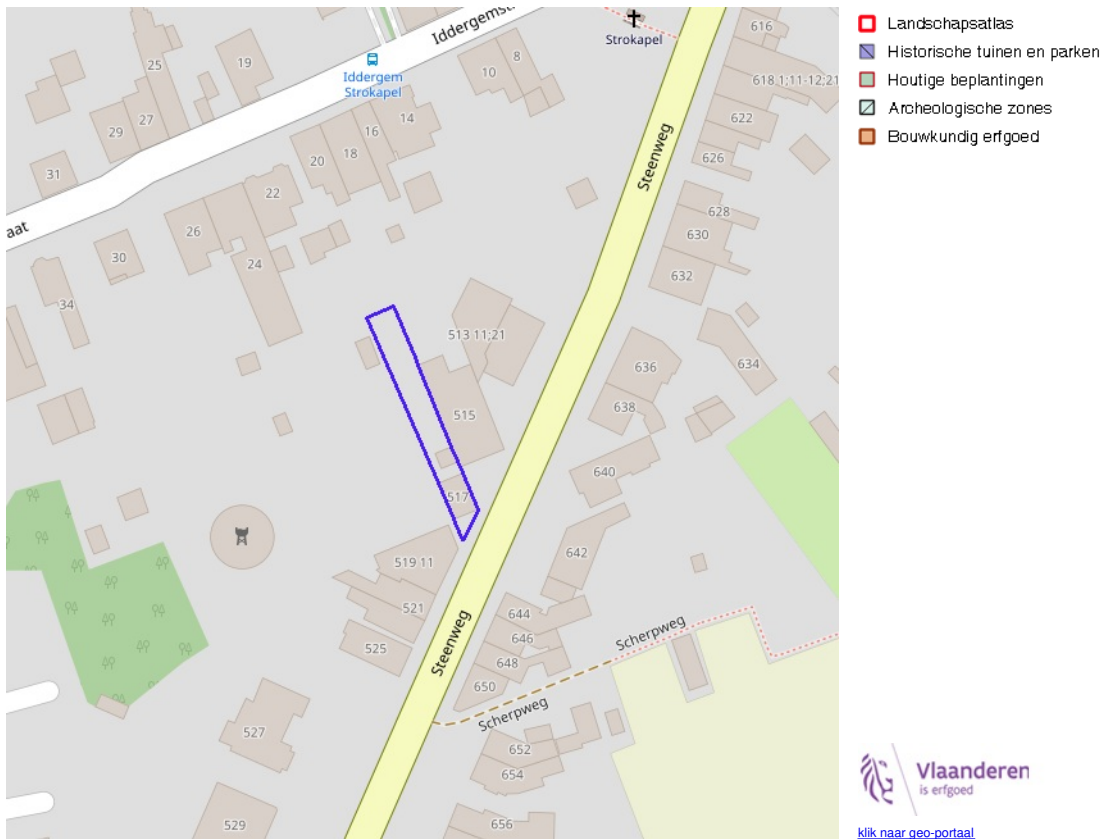 Iddergemstr
616
Strokapel
25
19
8
10
Iddergem
Strokapel
618 1;11-12;21
14
622
29
27
16
20
18
626
31
Steenweg
22
628
aat
26
630
30
24
632
34
513 11;21
636
634
638
515
640
517
519 11
642
521
644
Scherpweg
646
525
Steenweg
648
650
Scherpweg
527
652
654
529
656
Landschapsatlas
Historische tuinen en parken
Houtige beplantingen
Archeologische zones
Bouwkundig erfgoed
Vlaanderen
is erfgoed
klik naar geo-portaal